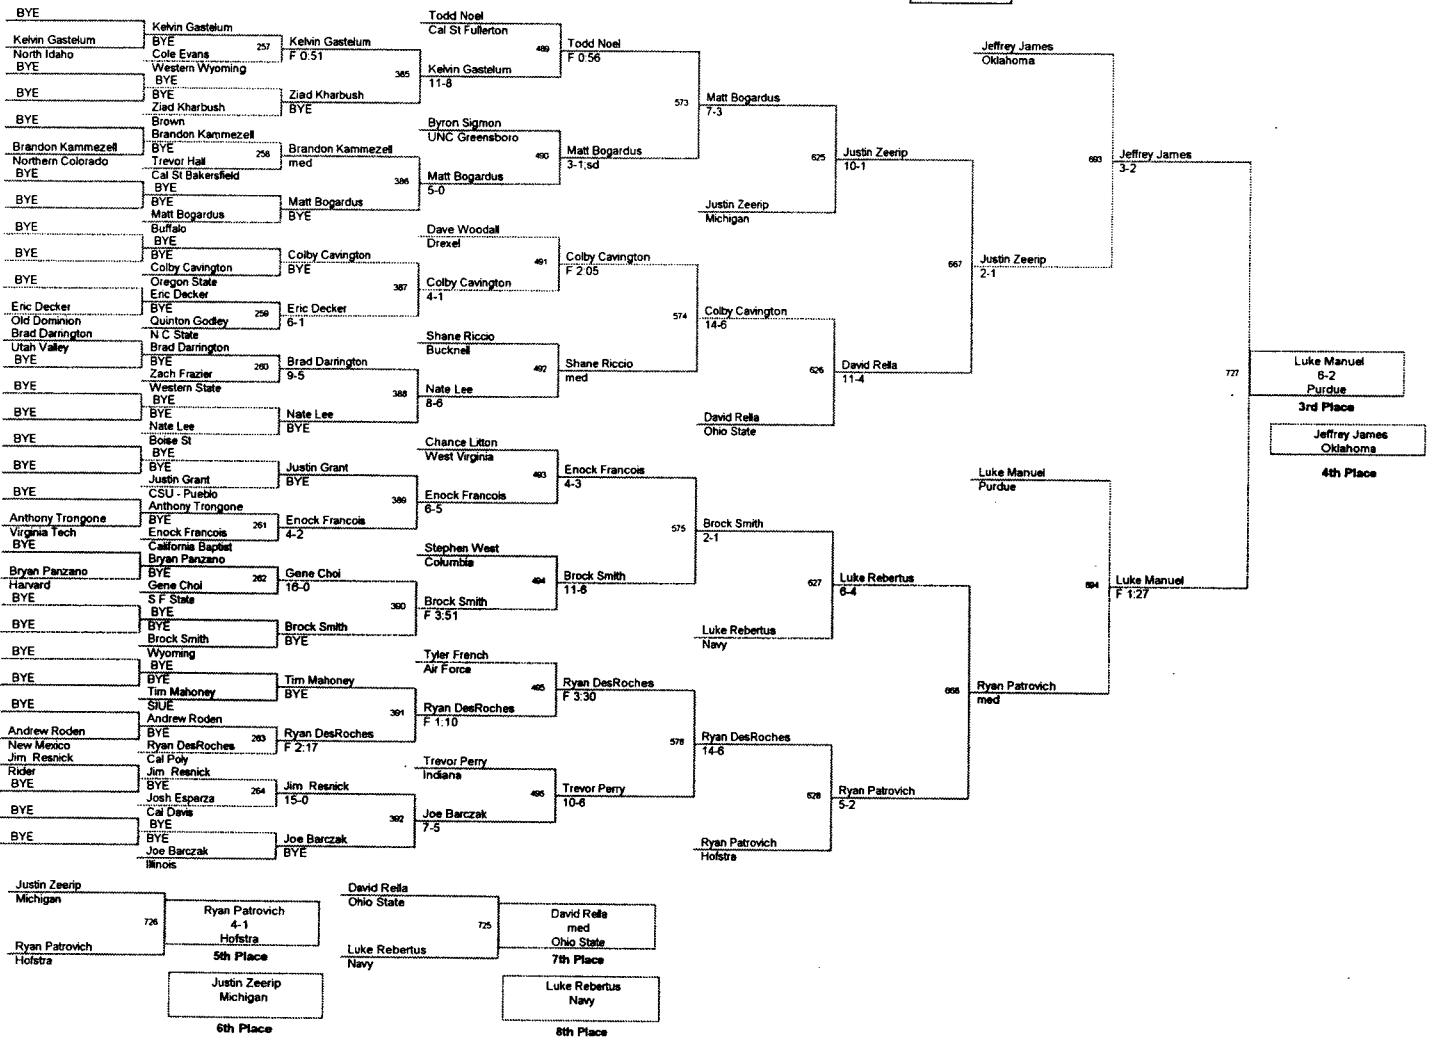 BYE
Kelvin Gastelum
North Idaho
BYE
BYE
BYE
Brandon Kammezell
Northern Colorado
BYE
BYE
BYE
BYE
BYE
Eric Decker
Old Dominion
Brad Darrington
Utah Valley
BYE
BYE
BYE
BYE
BYE
BYE
Anthony Trongone
Virginia Tech
BYE
Bryan Panzano
Harvard
BYE
BYE
BYE
BYE
BYE
Andrew Roden
New Mexico
Jim Resnick
Rider
BYE
BYE
BYE
Kelvin Gastelum
BYE
Cole Evans
Western Wyoming
BYE
BYE
Ziad Kharbush
Brown
Brandon Kammezell
BYE
Trevor Hall
Cal St Bakersfield
BYE
BYE
Matt Bogardus
Buffalo
BYE
BYE
Colby Cavington
Oregon State
Eric Decker
BYE
Quinton Godley
N C State
Brad Darrington
BYE
Zach Frazier
Western State
BYE
BYE
Nate Lee
Boise St
BYE
BYE
Justin Grant
CSU - Pueblo
Anthony Trongone
BYE
Enock Francois
California Baptist
Bryan Panzano
BYE
Gene Choi
S F State
BYE
BYE
Brock Smith
Wyoming
BYE
BYE
Tim Mahoney
SIUE
Andrew Roden
BYE
Ryan DesRoches
Cal Poly
Jim Resnick
BYE
Josh Esperza
Cal Davis
BYE
BYE
Joe Barczak
Illinois
257
258
259
260
261
262
263
264
Kelvin Gastelum
F 0:51
Ziad Kharbush
BYE
Brandon Kammezell
med
Matt Bogardus
BYE
Colby Cavington
BYE
Eric Decker
6-1
Brad Darrington
9-5
Nate Lee
BYE
Justin Grant
BYE
Enock Francois
4-2
Gene Choi
16-0
Brock Smith
BYE
Tim Mahoney
BYE
Ryan DesRoches
F 2:17
Jim Resnick
15-0
Joe Barczak
BYE
385
386
387
388
389
390
391
392
Todd Noel
Cal St Fullerton
Kelvin Gastelum
11-8
Byron Sigmon
UNC Greensboro
Matt Bogardus
5-0
Dave Woodall
Drexel
Colby Cavington
4-1
Shane Riccio
Bucknell
Nate Lee
8-6
Chance Litton
West Virginia
Enock Francois
6-5
Stephen West
Columbia
Brock Smith
F 3:51
Tyler French
Air Force
Ryan DesRoches
F 1:10
Trevor Perry
Indiana
Joe Barczak
7-5
489
490
491
492
493
494
495
496
Todd Noel
F 0:56
Matt Bogardus
3-1;sd
Colby Cavington
F 2:05
Shane Riccio
med
Enock Francois
4-3
Brock Smith
11-6
Ryan DesRoches
F 3:30
Trevor Perry
10-6
573
574
575
576
Matt Bogardus
7-3
Justin Zeerip
Michigan
Colby Cavington
14-6
David Rella
Ohio State
Brock Smith
2-1
Luke Rebertus
Navy
Ryan DesRoches
14-6
Ryan Patrovich
Hofstra
625
626
627
628
Justin Zeerip
10-1
David Rella
11-4
Luke Rebertus
6-4
Ryan Patrovich
5-2
667
668
Jeffrey James
Oklahoma
Justin Zeerip
2-1
Luke Manuel
Purdue
Ryan Patrovich
med
693
694
Jeffrey James
3-2
Luke Manuel
F 1:27
727
Luke Manuel
6-2
Purdue
3rd Place
Jeffrey James
Oklahoma
4th Place
Justin Zeerip
Michigan
726
Ryan Patrovich
Hofstra
Ryan Patrovich
4-1
Hofstra
5th Place
Justin Zeerip
Michigan
6th Place
David Rella
Ohio State
725
Luke Rebertus
Navy
David Rella
med
Ohio State
7th Place
Luke Rebertus
Navy
8th Place